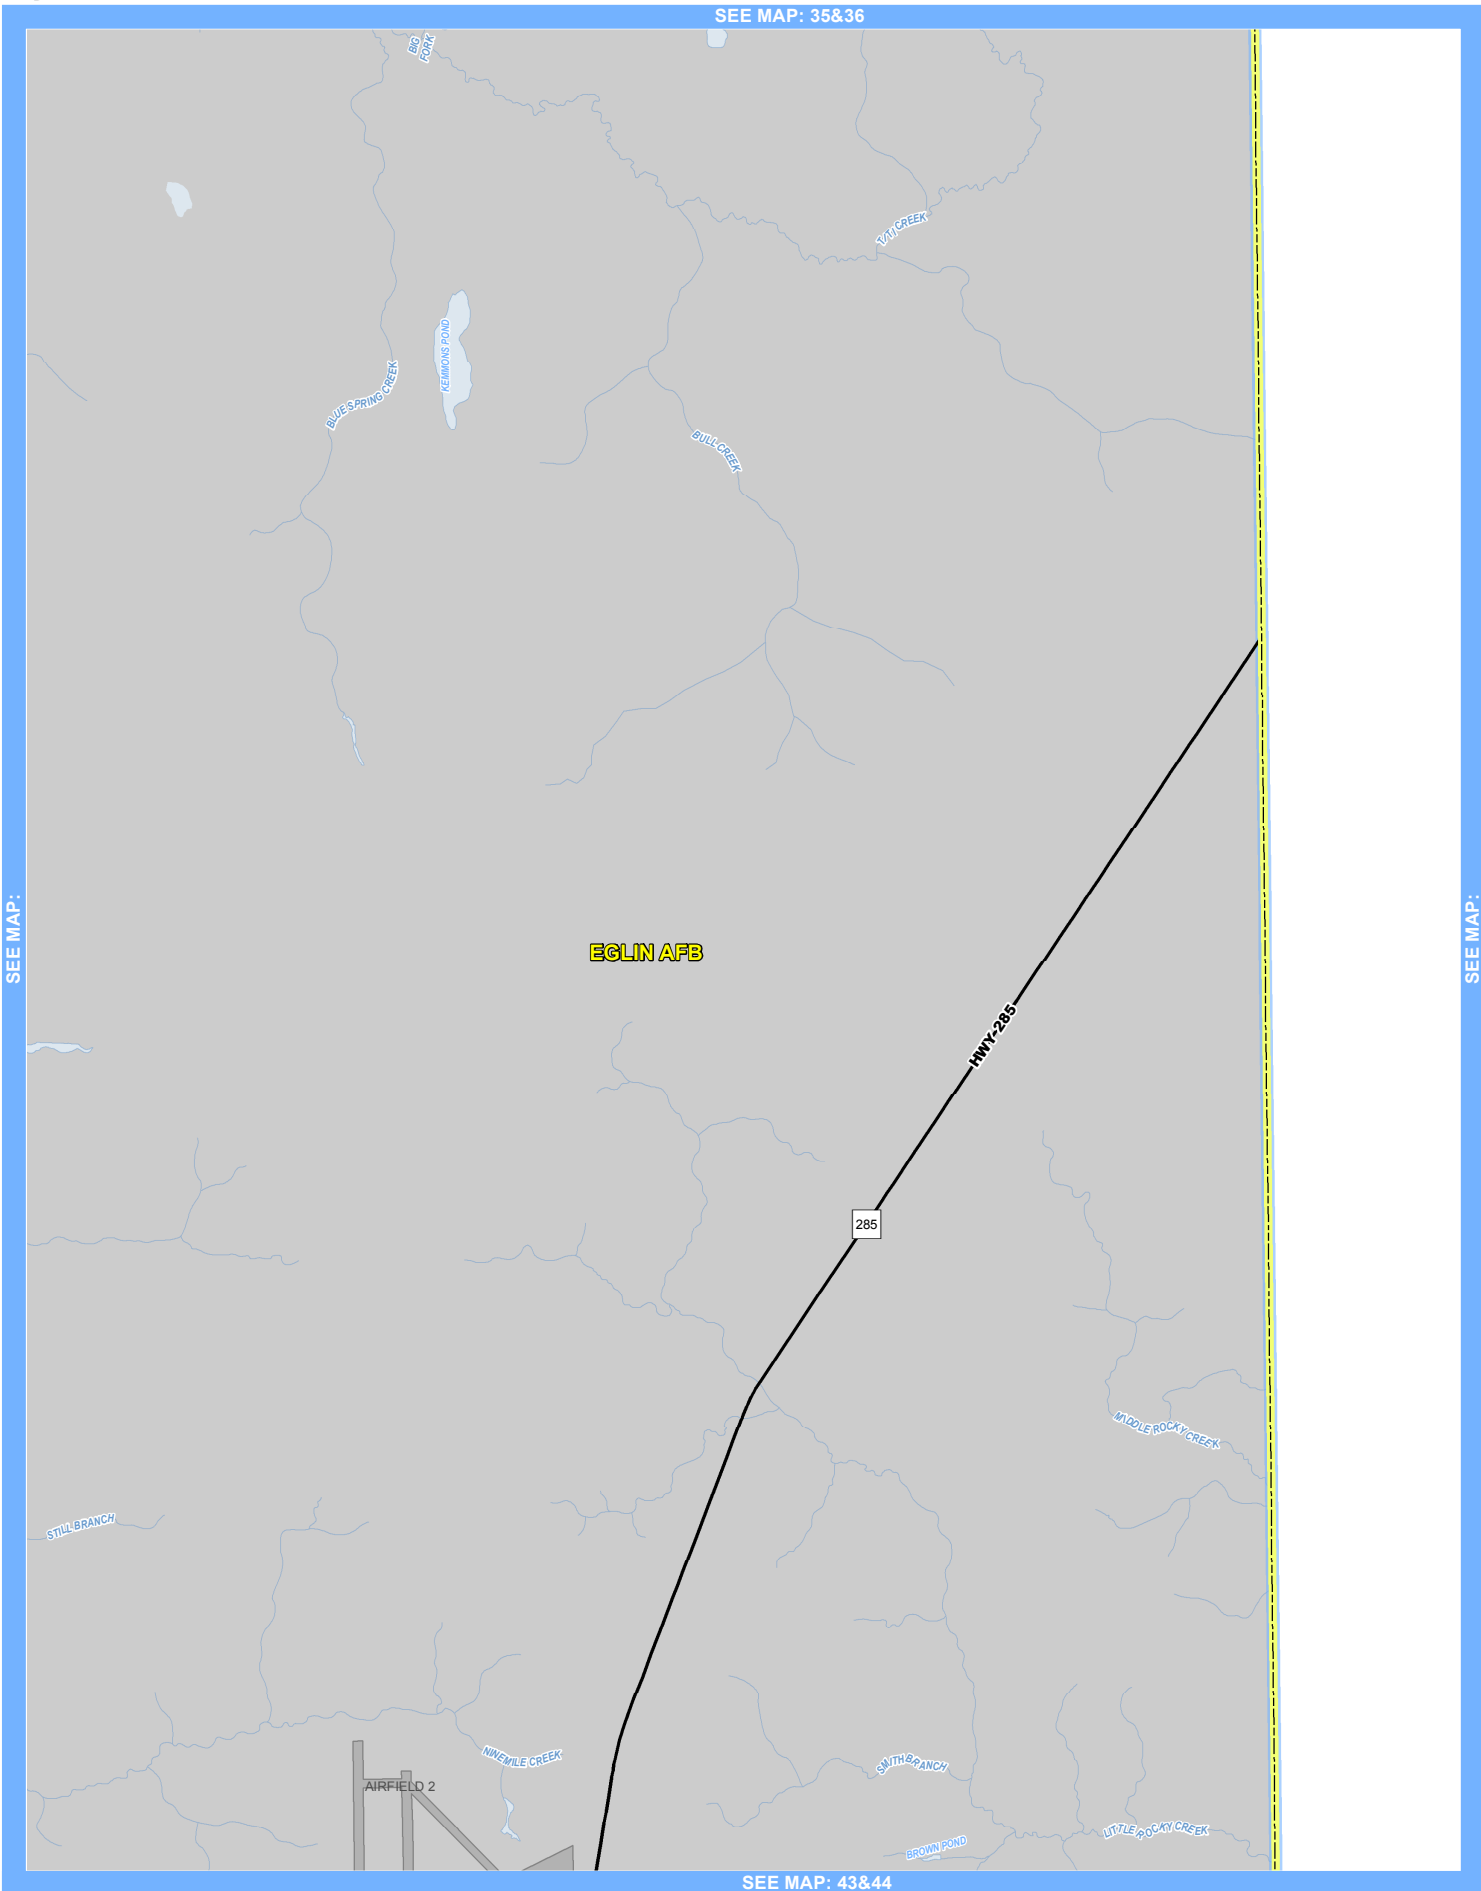 SEE MAP: 35&36
BIG
FORK
TITI CREEK
KEMMONS POND
BLUE SPRING CREEK
BULL CREEK
SEE MAP:
SEE MAP:
EGLIN AFB
HWY-285
285
MIDDLE ROCKY CREEK
STILL BRANCH
NINEMILE CREEK
SMITH BRANCH
AIRFIELD 2
LITTLE ROCKY CREEK
BROWN POND
SEE MAP: 43&44